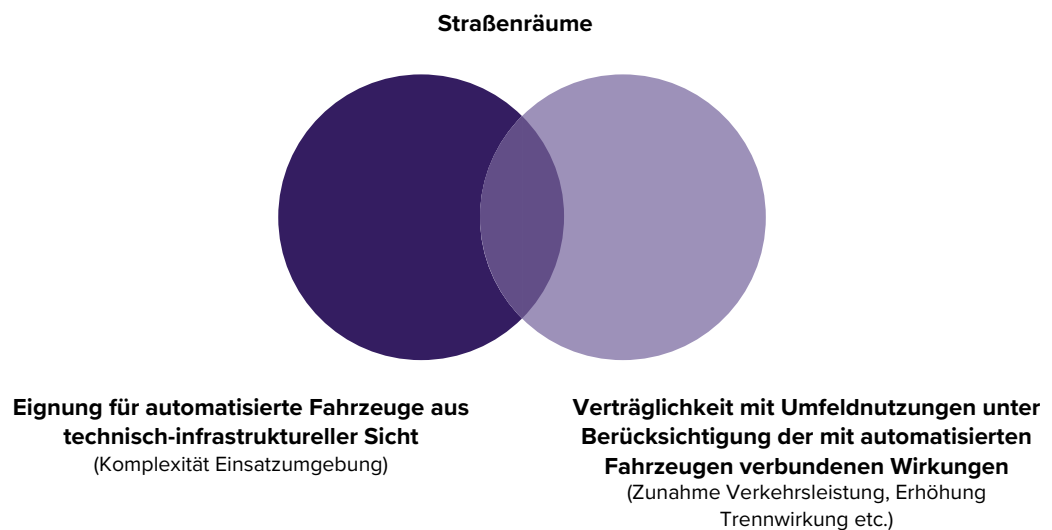 Straßenräume
Eignung für automatisierte Fahrzeuge aus
technisch-infrastruktureller Sicht
(Komplexität Einsatzumgebung)
Verträglichkeit mit Umfeldnutzungen unter
Berücksichtigung der mit automatisierten
Fahrzeugen verbundenen Wirkungen
(Zunahme Verkehrsleistung, Erhöhung
Trennwirkung etc.)